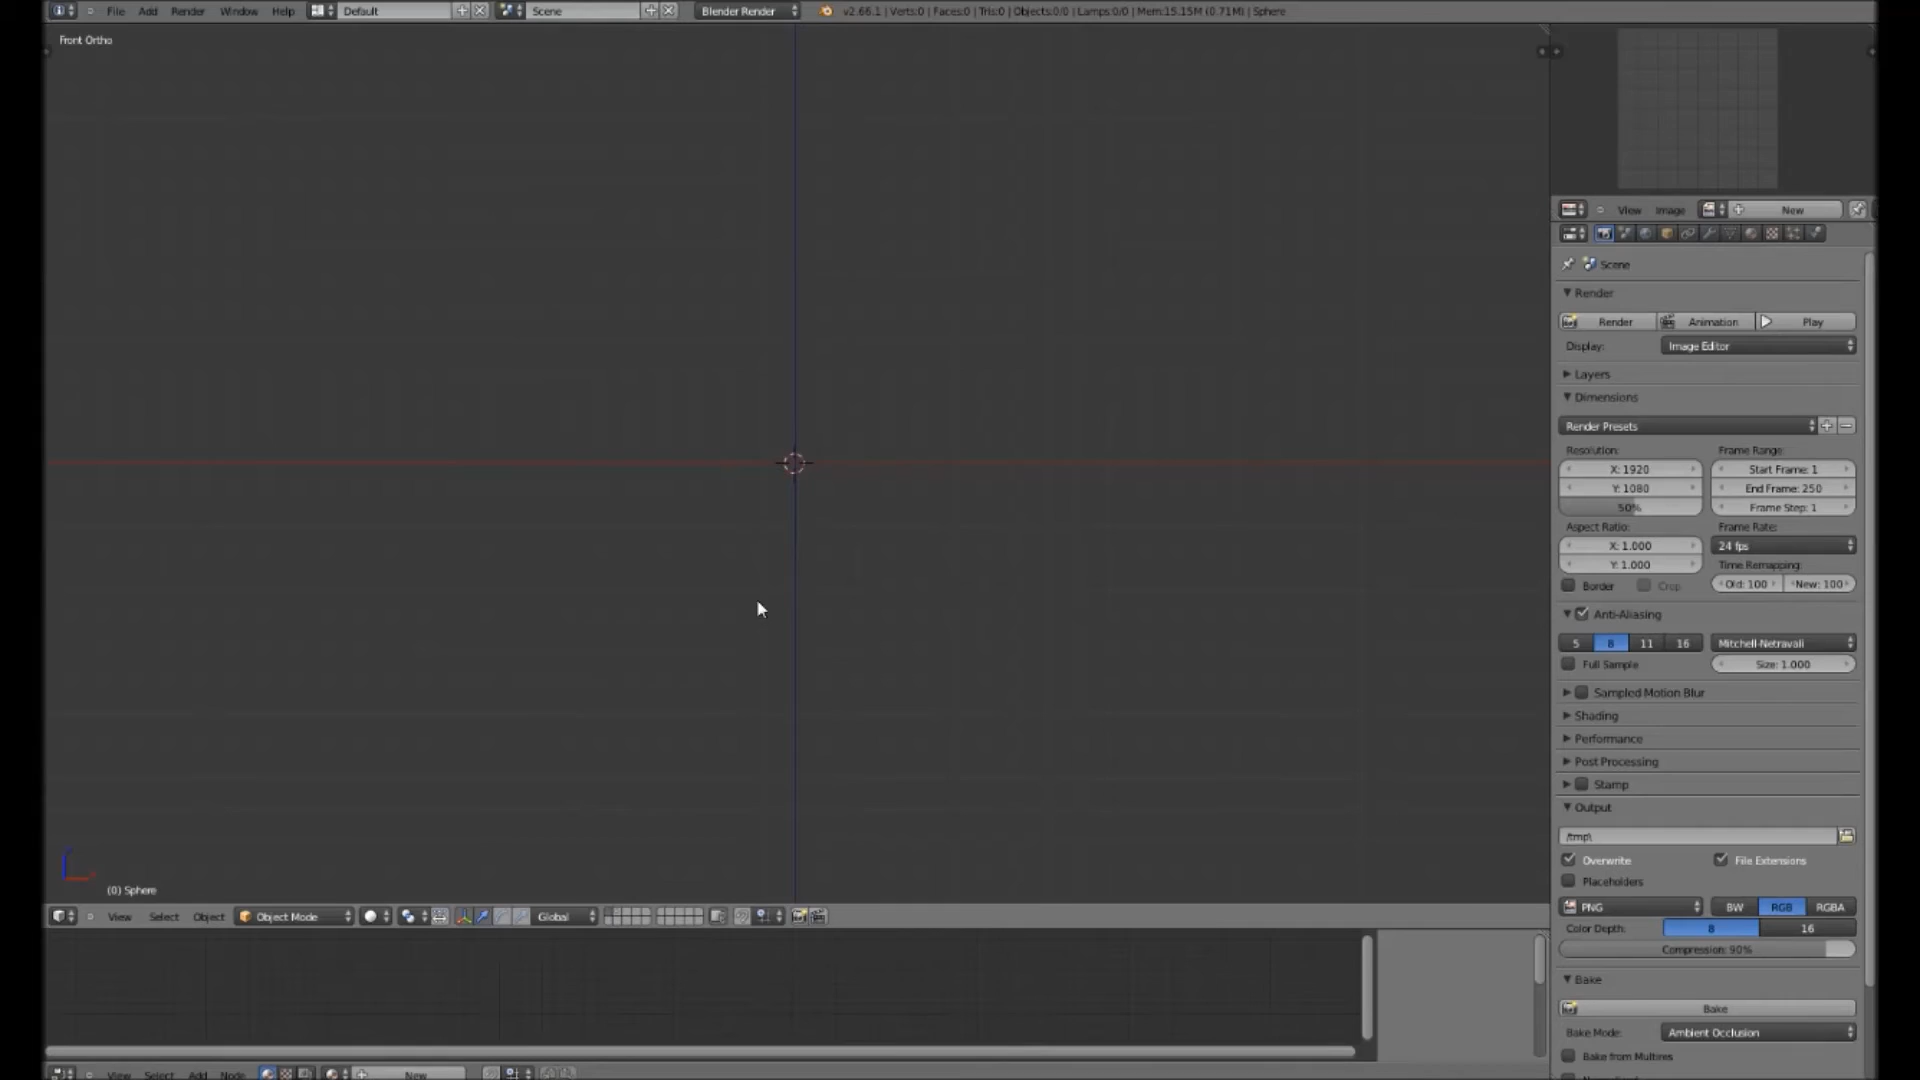 File Add Render Window Help Default Scene Blender Render v2.66.1 | Verts:0 | Faces:0 | Tris:0 | Objects:0/0 | Lamps:0/0 | Mem:15.15M (0.71M) | Sphere
Front Ortho
View Image New
Scene
Render
Render Animation Play
Display: Image Editor
Layers
Dimensions
Render Presets
Resolution: Frame Range:
X: 1920 Start Frame: 1
Y: 1080 End Frame: 250
50% Frame Step: 1
Aspect Ratio: Frame Rate:
X: 1.000 24 fps
Y: 1.000 Time Remapping:
Border Crop Old: 100 New: 100
Anti-Aliasing
5 8 11 16 Mitchell-Netravali
Full Sample Size: 1.000
Sampled Motion Blur
Shading
Performance
Post Processing
Stamp
Output
/tmp\
Overwrite File Extensions
Placeholders
(0) Sphere
PNG BW RGB RGBA
View Select Object Object Mode Global
Color Depth: 8 16
Compression: 90%
Bake
Bake
Bake Mode: Ambient Occlusion
Bake from Multires
View Select Add Node New